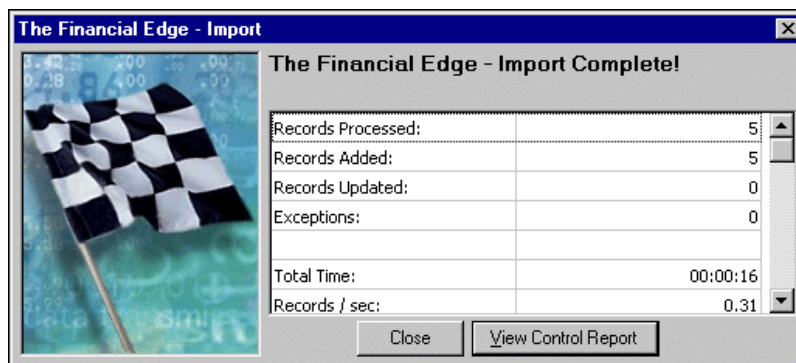 The Financial Edge - Import
The Financial Edge - Import Complete!
Records Processed: 5
Records Added: 5
Records Updated: 0
Exceptions: 0
Total Time: 00:00:16
Records / sec: 0.31
Close View Control Report